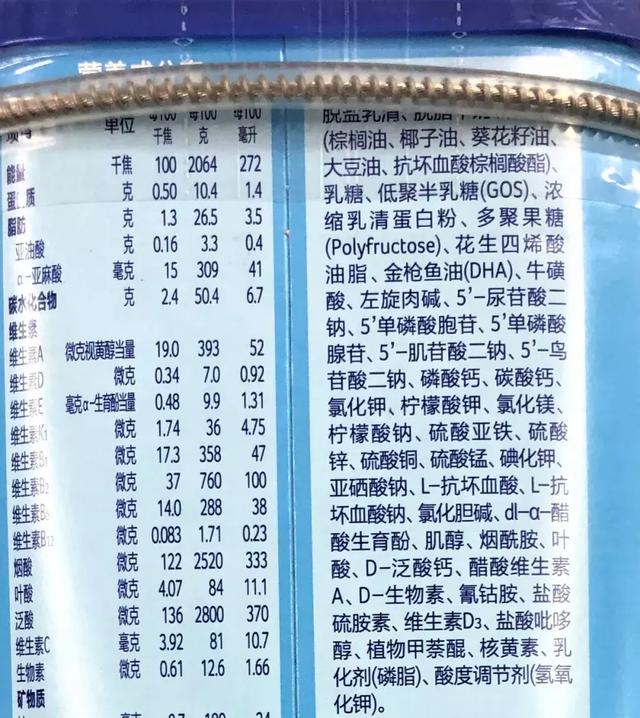 单位 每100千焦 每100克 每100毫升
能量 千焦 100 2064 272
蛋白质 克 0.50 10.4 1.4
脂肪 克 1.3 26.5 3.5
亚油酸 克 0.16 3.3 0.4
α-亚麻酸 毫克 15 309 41
碳水化合物 克 2.4 50.4 6.7
维生素
维生素A 微克视黄醇当量 19.0 393 52
维生素D 微克 0.34 7.0 0.92
维生素E 毫克α-生育酚当量 0.48 9.9 1.31
维生素K₁ 微克 1.74 36 4.75
维生素B₁ 微克 17.3 358 47
维生素B₂ 微克 37 760 100
维生素B₆ 微克 14.0 288 38
维生素B₁₂ 微克 0.083 1.71 0.23
烟酸 微克 122 2520 333
叶酸 微克 4.07 84 11.1
泛酸 微克 136 2800 370
维生素C 毫克 3.92 81 10.7
生物素 微克 0.61 12.6 1.66
矿物质
脱盐乳清、脱脂
(棕榈油、椰子油、葵花籽油、
大豆油、抗坏血酸棕榈酸酯)、
乳糖、低聚半乳糖(GOS)、浓
缩乳清蛋白粉、多聚果糖
(Polyfructose)、花生四烯酸
油脂、金枪鱼油(DHA)、牛磺
酸、左旋肉碱、5’-尿苷酸二
钠、5’单磷酸胞苷、5’单磷酸
腺苷、5’-肌苷酸二钠、5’-鸟
苷酸二钠、磷酸钙、碳酸钙、
氯化钾、柠檬酸钾、氯化镁、
柠檬酸钠、硫酸亚铁、硫酸
锌、硫酸铜、硫酸锰、碘化钾、
亚硒酸钠、L-抗坏血酸、L-抗
坏血酸钠、氯化胆碱、dl-α-醋
酸生育酚、肌醇、烟酰胺、叶
酸、D-泛酸钙、醋酸维生素
A、D-生物素、氰钴胺、盐酸
硫胺素、维生素D₃、盐酸吡哆
醇、植物甲萘醌、核黄素、乳
化剂(磷脂)、酸度调节剂(氢氧
化钾)。